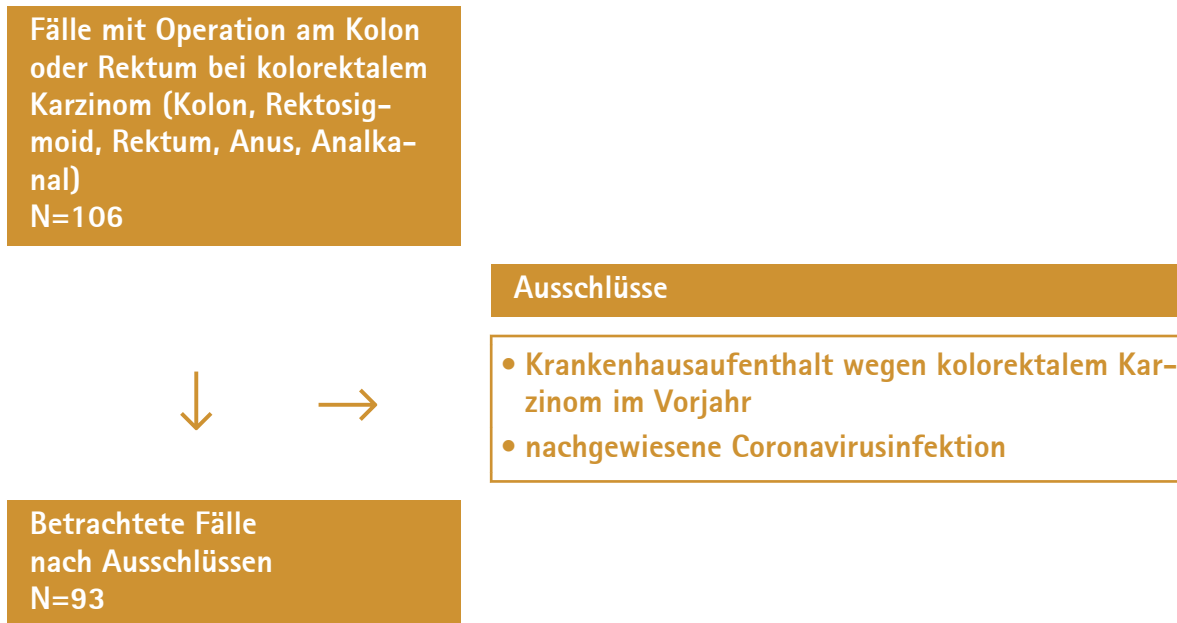 Fälle mit Operation am Kolon
oder Rektum bei kolorektalem
Karzinom (Kolon, Rektosig-
moid, Rektum, Anus, Analka-
nal)
N=106
Ausschlüsse
• Krankenhausaufenthalt wegen kolorektalem Kar-
zinom im Vorjahr
• nachgewiesene Coronavirusinfektion
Betrachtete Fälle
nach Ausschlüssen
N=93